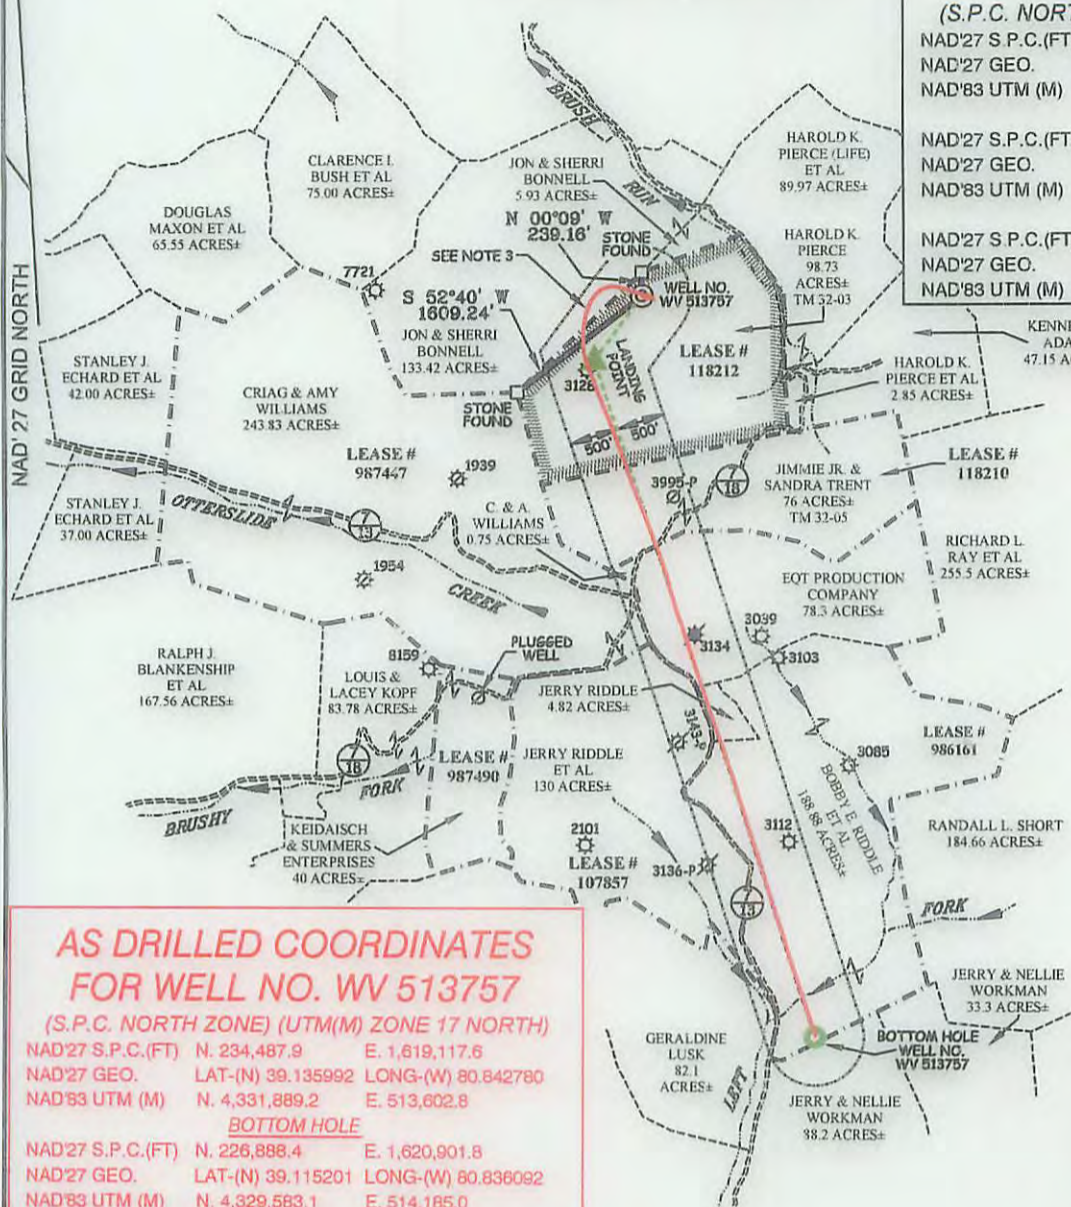 (S.P.C. NORT
NAD'27 S.P.C.(FT
NAD'27 GEO.
NAD'83 UTM (M)
NAD'27 S.P.C.(FT
NAD'27 GEO.
NAD'83 UTM (M)
NAD'27 S.P.C.(FT
NAD'27 GEO.
NAD'83 UTM (M)
NAD'27 GRID NORTH
BRUSH
RUN
CLARENCE I.
BUSH ET AL
75.00 ACRES±
JON & SHERRI
BONNELL
5.93 ACRES±
HAROLD K.
PIERCE (LIFE)
ET AL
89.97 ACRES±
DOUGLAS
MAXON ET AL
65.55 ACRES±
N 00°09' W
239.16'
STONE
FOUND
SEE NOTE 3
7721
HAROLD K.
PIERCE
98.73
ACRES±
TM 32-03
WELL NO.
WV 513757
S 52°40' W
1609.24'
JON & SHERRI
BONNELL
133.42 ACRES±
LANDING
POINT
LEASE #
118212
KENNE
ADA
47.15 A
STANLEY J.
ECHARD ET AL
42.00 ACRES±
CRIAG & AMY
WILLIAMS
243.83 ACRES±
3128
HAROLD K.
PIERCE ET AL
2.85 ACRES±
STONE
FOUND
500'
500'
LEASE #
987447
1939
3995-P
7
18
JIMMIE JR. &
SANDRA TRENT
76 ACRES±
TM 32-05
LEASE #
118210
STANLEY J.
ECHARD ET AL
37.00 ACRES±
OTTERSLIDE
7
13
C. & A.
WILLIAMS
0.75 ACRES±
RICHARD L.
RAY ET AL
255.5 ACRES±
1954
CREEK
EQT PRODUCTION
COMPANY
78.3 ACRES±
3099
3134
3103
RALPH J.
BLANKENSHIP
ET AL
167.56 ACRES±
8159
PLUGGED
WELL
LOUIS &
LACEY KOPF
83.78 ACRES±
JERRY RIDDLE
4.82 ACRES±
3143-P
LEASE #
986161
3085
7
18
LEASE #
987490
JERRY RIDDLE
ET AL
130 ACRES±
BRUSHY
FORK
BOBBY E. RIDDLE
ET AL
188.88 ACRES±
KEIDAISCH
& SUMMERS
ENTERPRISES
40 ACRES±
2101
LEASE #
107857
3112
3136-P
RANDALL L. SHORT
184.66 ACRES±
7
13
FORK
JERRY & NELLIE
WORKMAN
33.3 ACRES±
GERALDINE
LUSK
82.1
ACRES±
LEFT
BOTTOM HOLE
WELL NO.
WV 513757
JERRY & NELLIE
WORKMAN
88.2 ACRES±
AS DRILLED COORDINATES
FOR WELL NO. WV 513757
(S.P.C. NORTH ZONE) (UTM(M) ZONE 17 NORTH)
NAD'27 S.P.C.(FT) N. 234,487.9 E. 1,619,117.6
NAD'27 GEO. LAT-(N) 39.135992 LONG-(W) 80.842780
NAD'83 UTM (M) N. 4,331,889.2 E. 513,602.8
BOTTOM HOLE
NAD'27 S.P.C.(FT) N. 226,888.4 E. 1,620,901.8
NAD'27 GEO. LAT-(N) 39.115201 LONG-(W) 80.836092
NAD'83 UTM (M) N. 4,329,583.1 E. 514,185.0